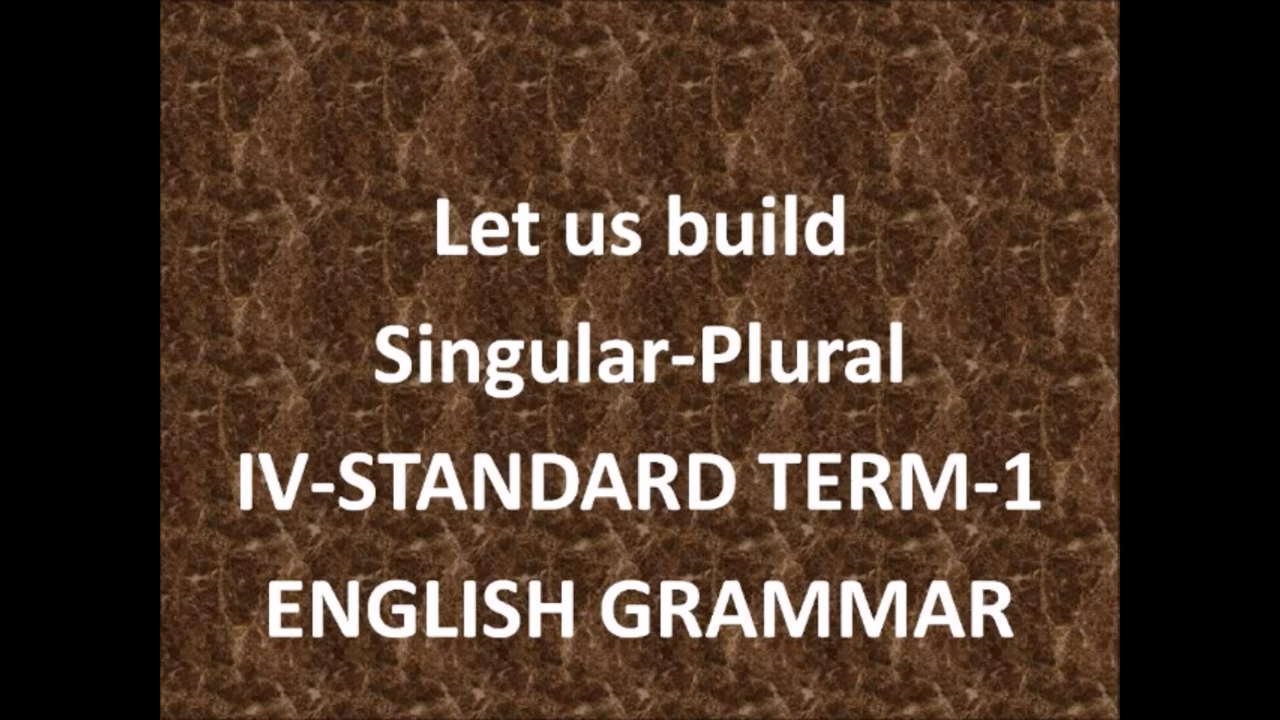 Let us build
Singular-Plural
IV-STANDARD TERM-1
ENGLISH GRAMMAR